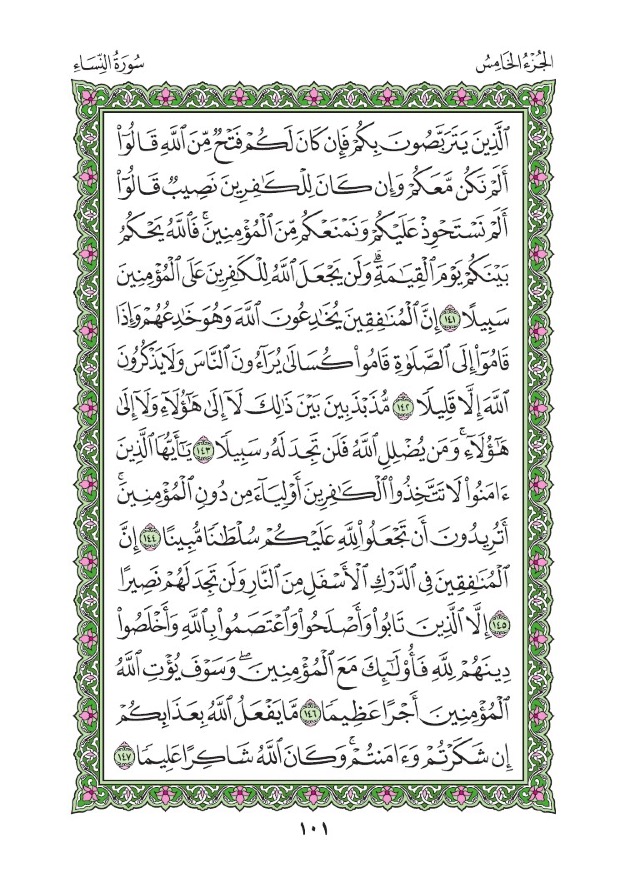 الجُزْءُ الخَامِسُ
سُورَةُ النِّسَاءِ
ٱلَّذِينَ يَتَرَبَّصُونَ بِكُمْ فَإِن كَانَ لَكُمْ فَتْحٌ مِّنَ ٱللَّهِ قَالُوٓا۟
أَلَمْ نَكُن مَّعَكُمْ وَإِن كَانَ لِلْكَـٰفِرِينَ نَصِيبٌ قَالُوٓا۟
أَلَمْ نَسْتَحْوِذْ عَلَيْكُمْ وَنَمْنَعْكُم مِّنَ ٱلْمُؤْمِنِينَ ۚ فَٱللَّهُ يَحْكُمُ
بَيْنَكُمْ يَوْمَ ٱلْقِيَـٰمَةِ ۗ وَلَن يَجْعَلَ ٱللَّهُ لِلْكَـٰفِرِينَ عَلَى ٱلْمُؤْمِنِينَ
سَبِيلًا ١٤١ إِنَّ ٱلْمُنَـٰفِقِينَ يُخَـٰدِعُونَ ٱللَّهَ وَهُوَ خَـٰدِعُهُمْ وَإِذَا
قَامُوٓا۟ إِلَى ٱلصَّلَوٰةِ قَامُوا۟ كُسَالَىٰ يُرَآءُونَ ٱلنَّاسَ وَلَا يَذْكُرُونَ
ٱللَّهَ إِلَّا قَلِيلًا ١٤٢ مُّذَبْذَبِينَ بَيْنَ ذَٰلِكَ لَآ إِلَىٰ هَـٰٓؤُلَآءِ وَلَآ إِلَىٰ
هَـٰٓؤُلَآءِ ۚ وَمَن يُضْلِلِ ٱللَّهُ فَلَن تَجِدَ لَهُۥ سَبِيلًا ١٤٣ يَـٰٓأَيُّهَا ٱلَّذِينَ
ءَامَنُوا۟ لَا تَتَّخِذُوا۟ ٱلْكَـٰفِرِينَ أَوْلِيَآءَ مِن دُونِ ٱلْمُؤْمِنِينَ ۚ
أَتُرِيدُونَ أَن تَجْعَلُوا۟ لِلَّهِ عَلَيْكُمْ سُلْطَـٰنًا مُّبِينًا ١٤٤ إِنَّ
ٱلْمُنَـٰفِقِينَ فِى ٱلدَّرْكِ ٱلْأَسْفَلِ مِنَ ٱلنَّارِ وَلَن تَجِدَ لَهُمْ نَصِيرًا
١٤٥ إِلَّا ٱلَّذِينَ تَابُوا۟ وَأَصْلَحُوا۟ وَٱعْتَصَمُوا۟ بِٱللَّهِ وَأَخْلَصُوا۟
دِينَهُمْ لِلَّهِ فَأُو۟لَـٰٓئِكَ مَعَ ٱلْمُؤْمِنِينَ ۖ وَسَوْفَ يُؤْتِ ٱللَّهُ
ٱلْمُؤْمِنِينَ أَجْرًا عَظِيمًا ١٤٦ مَّا يَفْعَلُ ٱللَّهُ بِعَذَابِكُمْ
إِن شَكَرْتُمْ وَءَامَنتُمْ ۚ وَكَانَ ٱللَّهُ شَاكِرًا عَلِيمًا ١٤٧
١٠١